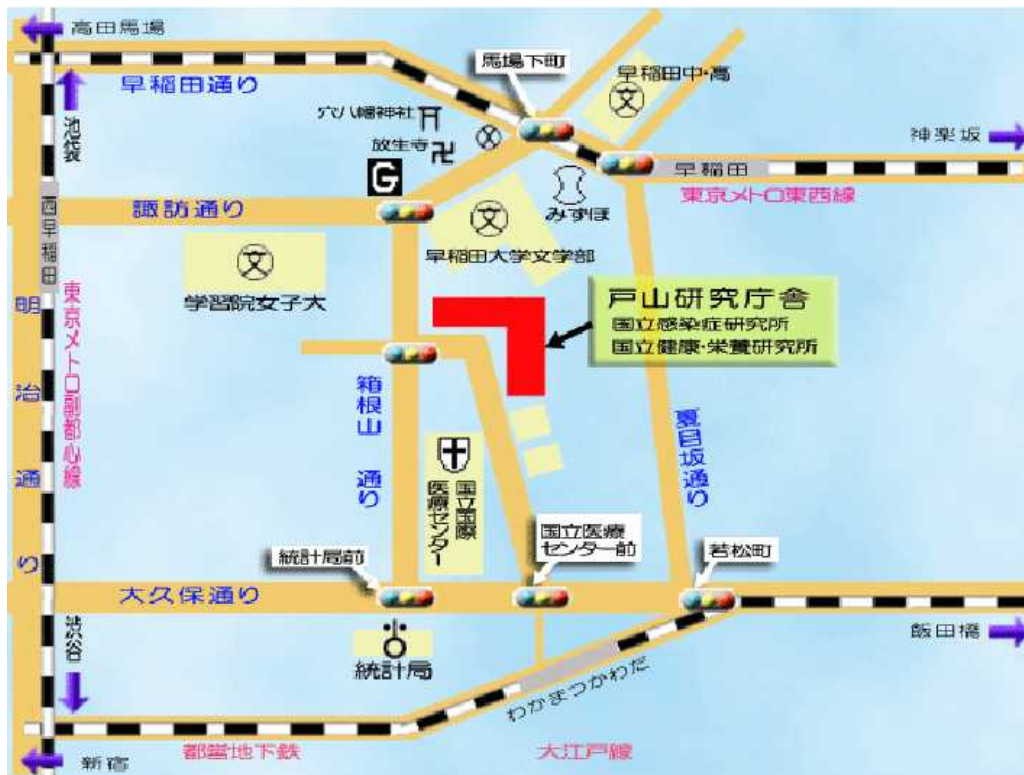 高田馬場
早稲田通り
馬場下町
早稲田中・高
文
穴八幡神社
放生寺
池袋
神楽坂
早稲田
東京メトロ東西線
G
西早稲田
諏訪通り
文
みずほ
早稲田大学文学部
文
学習院女子大
戸山研究庁舎
国立感染症研究所
国立健康・栄養研究所
明治通り
東京メトロ副都心線
箱根山通り
夏目坂通り
国立国際
医療センター
国立医療
センター前
統計局前
若松町
大久保通り
渋谷
統計局
飯田橋
わかまつかわだ
都営地下鉄
大江戸線
新宿